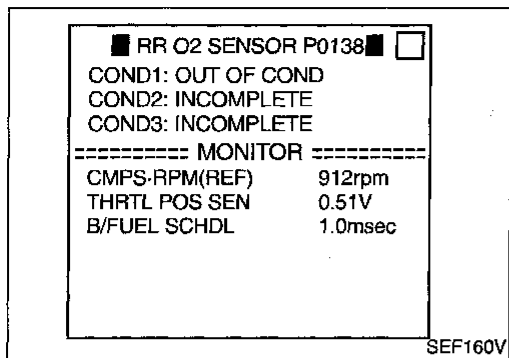 RR O2 SENSOR P0138
COND1: OUT OF COND
COND2: INCOMPLETE
COND3: INCOMPLETE
========= MONITOR =========
CMPS·RPM(REF) 912rpm
THRTL POS SEN 0.51V
B/FUEL SCHDL 1.0msec
SEF160V